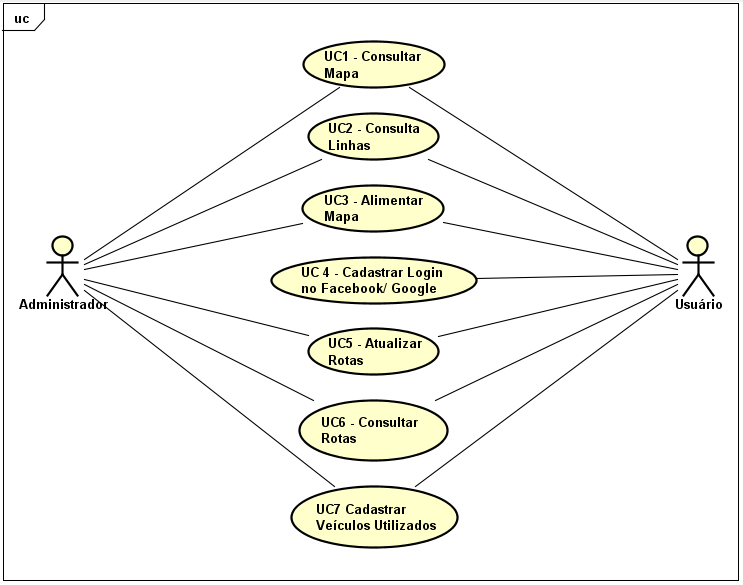 uc
UC1 - Consultar
Mapa
UC2 - Consulta
Linhas
UC3 - Alimentar
Mapa
UC 4 - Cadastrar Login
no Facebook/ Google
Administrador
Usuário
UC5 - Atualizar
Rotas
UC6 - Consultar
Rotas
UC7 Cadastrar
Veículos Utilizados